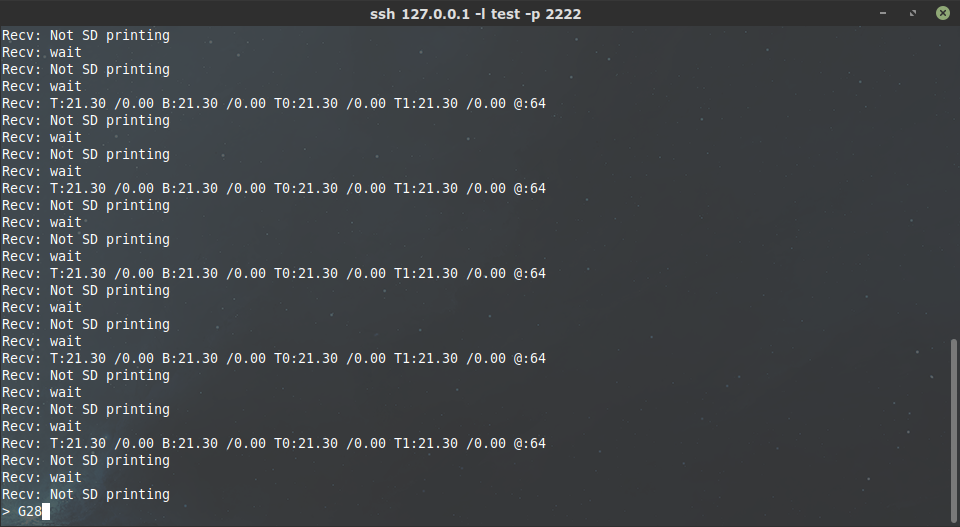 ssh 127.0.0.1 -l test -p 2222
Recv: Not SD printing
Recv: wait
Recv: Not SD printing
Recv: wait
Recv: T:21.30 /0.00 B:21.30 /0.00 T0:21.30 /0.00 T1:21.30 /0.00 @:64
Recv: Not SD printing
Recv: wait
Recv: Not SD printing
Recv: wait
Recv: T:21.30 /0.00 B:21.30 /0.00 T0:21.30 /0.00 T1:21.30 /0.00 @:64
Recv: Not SD printing
Recv: wait
Recv: Not SD printing
Recv: wait
Recv: T:21.30 /0.00 B:21.30 /0.00 T0:21.30 /0.00 T1:21.30 /0.00 @:64
Recv: Not SD printing
Recv: wait
Recv: Not SD printing
Recv: wait
Recv: T:21.30 /0.00 B:21.30 /0.00 T0:21.30 /0.00 T1:21.30 /0.00 @:64
Recv: Not SD printing
Recv: wait
Recv: Not SD printing
Recv: wait
Recv: T:21.30 /0.00 B:21.30 /0.00 T0:21.30 /0.00 T1:21.30 /0.00 @:64
Recv: Not SD printing
Recv: wait
Recv: Not SD printing
> G28